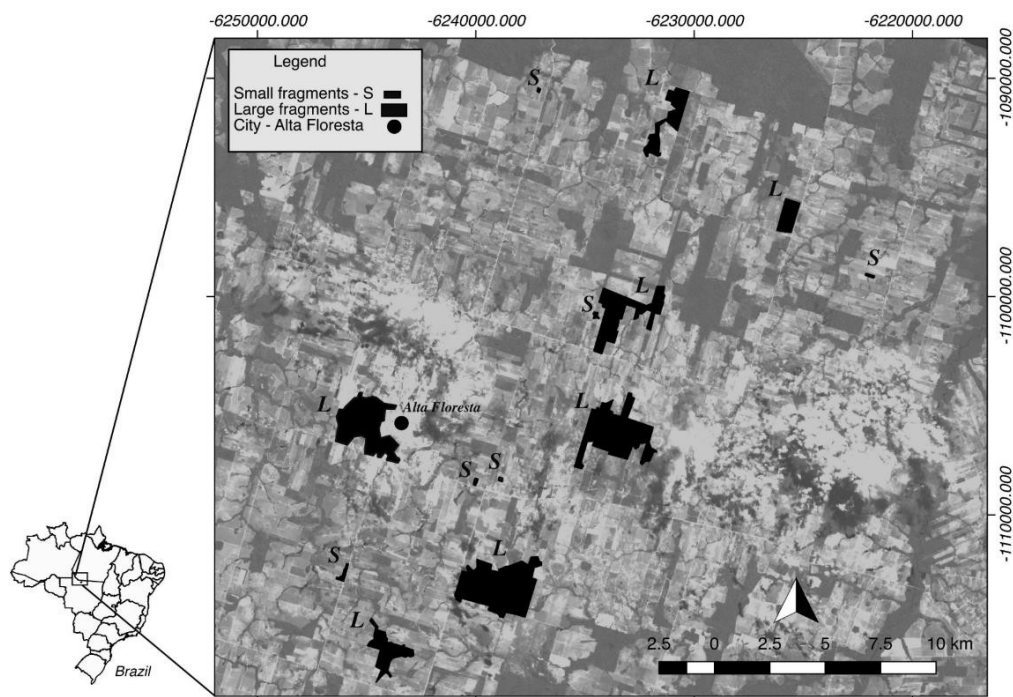 -6250000.000 -6240000.000 -6230000.000 -6220000.000
Legend
Small fragments - S
Large fragments - L
City - Alta Floresta
S
L
-1090000.000
L
S
L
S
-1100000.000
L
Alta Floresta
L
S
S
-1110000.000
S
L
L
2.5 0 2.5 5 7.5 10 km
Brazil